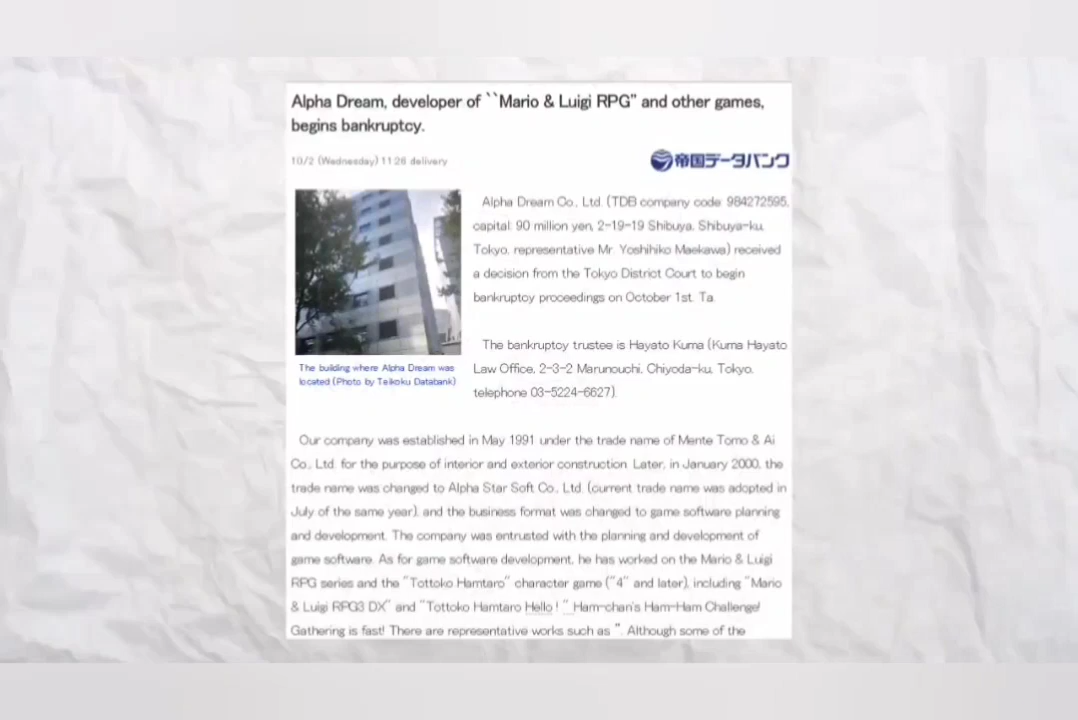 Alpha Dream, developer of ``Mario & Luigi RPG" and other games,
begins bankruptcy.
10/2 (Wednesday) 11:26 delivery
帝国データバンク
Alpha Dream Co., Ltd. (TDB company code: 984272595,
capital: 90 million yen, 2-19-19 Shibuya, Shibuya-ku,
Tokyo, representative Mr. Yoshihiko Maekawa) received
a decision from the Tokyo District Court to begin
bankruptcy proceedings on October 1st. Ta.
The bankruptcy trustee is Hayato Kuma (Kuma Hayato
Law Office, 2-3-2 Marunouchi, Chiyoda-ku, Tokyo,
telephone 03-5224-6627).
The building where Alpha Dream was
located (Photo by Teikoku Databank)
Our company was established in May 1991 under the trade name of Mente Tomo & Ai
Co., Ltd. for the purpose of interior and exterior construction. Later, in January 2000, the
trade name was changed to Alpha Star Soft Co., Ltd. (current trade name was adopted in
July of the same year), and the business format was changed to game software planning
and development. The company was entrusted with the planning and development of
game software. As for game software development, he has worked on the Mario & Luigi
RPG series and the "Tottoko Hamtaro" character game ("4" and later), including "Mario
& Luigi RPG3 DX" and "Tottoko Hamtaro Hello! " Ham-chan's Ham-Ham Challenge!
Gathering is fast! There are representative works such as ". Although some of the